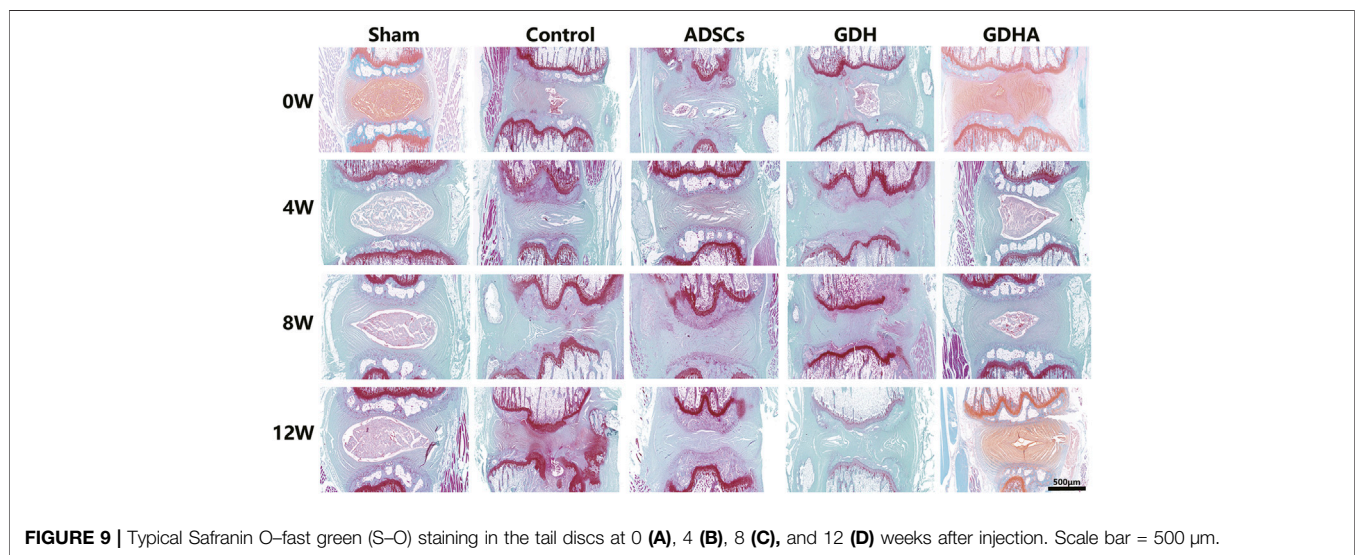 Sham Control ADSCs GDH GDHA
0W
4W
8W
12W
500μm
FIGURE 9 | Typical Safranin O–fast green (S–O) staining in the tail discs at 0 (A), 4 (B), 8 (C), and 12 (D) weeks after injection. Scale bar = 500 μm.